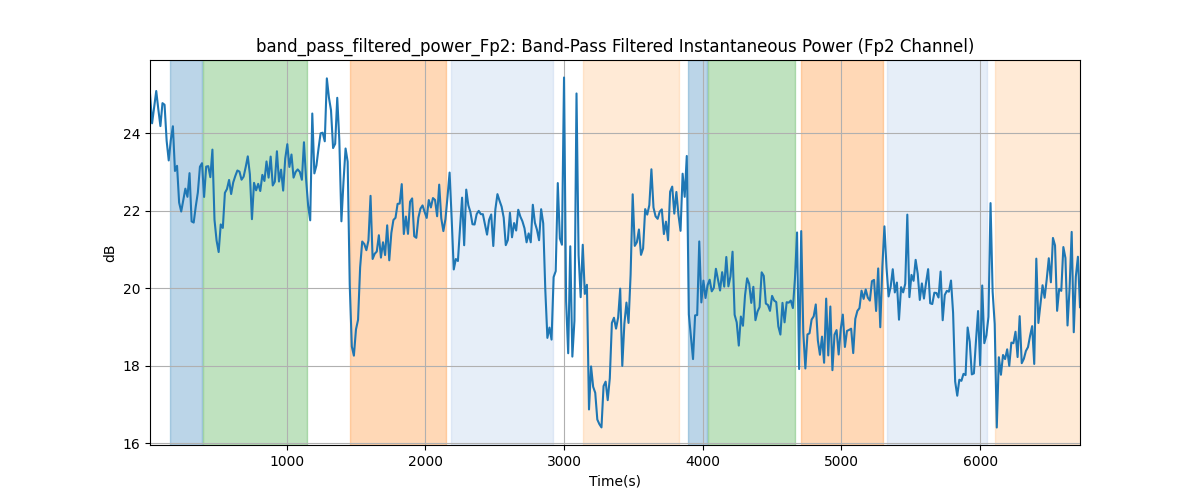 band_pass_filtered_power_Fp2: Band-Pass Filtered Instantaneous Power (Fp2 Channel)
dB
24
22
20
18
16
1000 2000 3000 4000 5000 6000
Time(s)